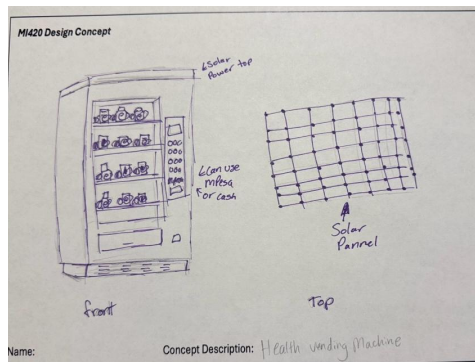 MI420 Design Concept
Solar
Power top
Can use
mPesa
or cash
Solar
Pannel
front
Top
Name:
Concept Description: Health vending Machine